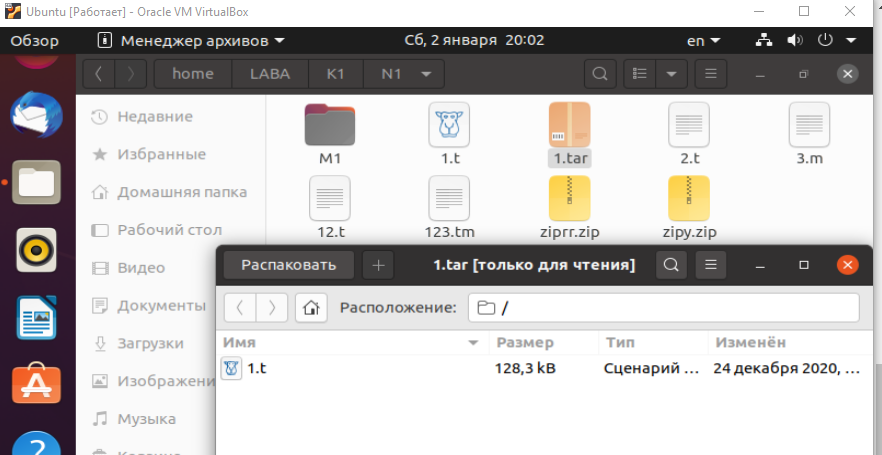 Ubuntu [Работает] - Oracle VM VirtualBox
Обзор Менеджер архивов Сб, 2 января 20:02 en
home LABA K1 N1
Недавние
Избранные
Домашняя папка
Рабочий стол
Видео
Документы
Загрузки
Изображени
Музыка
M1 1.t 1.tar 2.t 3.m
12.t 123.tm ziprr.zip zipy.zip
Распаковать + 1.tar [только для чтения]
Расположение: /
Имя Размер Тип Изменён
1.t 128,3 kB Сценарий ... 24 декабря 2020, ...